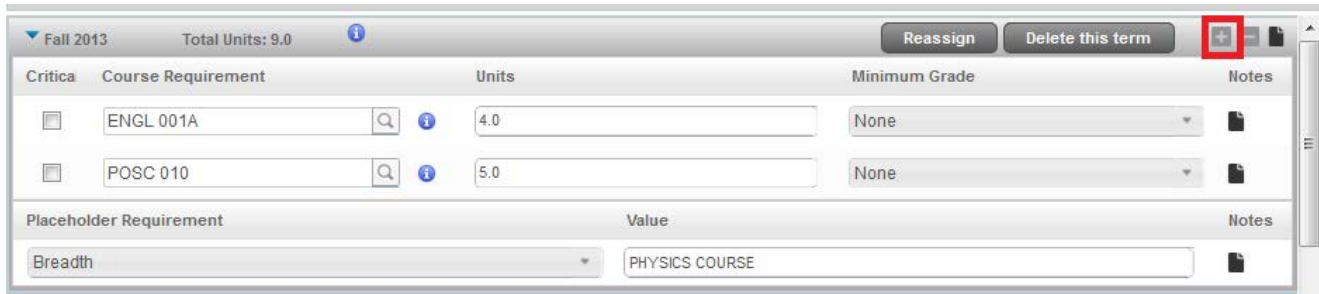 Fall 2013 Total Units: 9.0 Reassign Delete this term
Critica Course Requirement Units Minimum Grade Notes
ENGL 001A 4.0 None
POSC 010 5.0 None
Placeholder Requirement Value Notes
Breadth PHYSICS COURSE